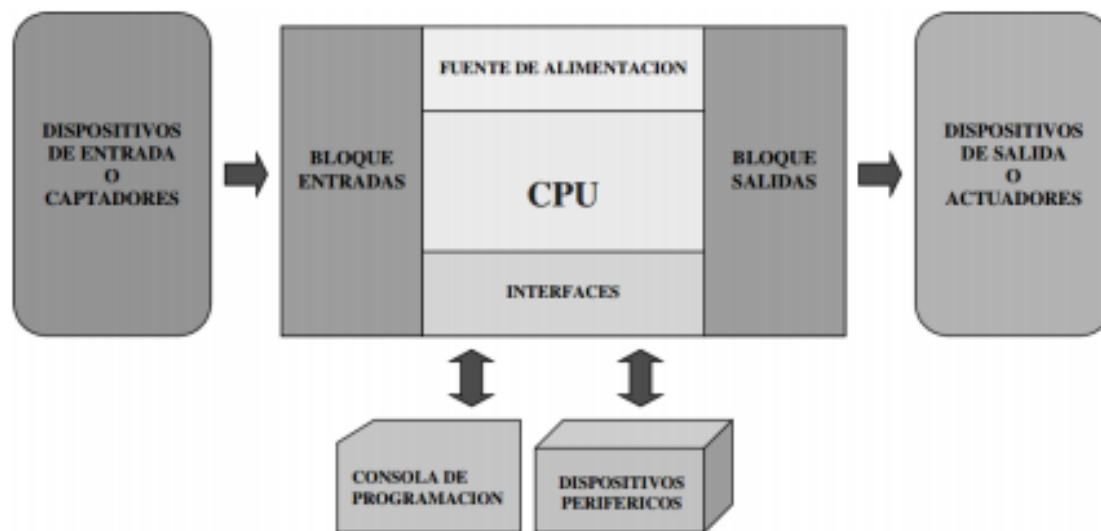 DISPOSITIVOS
DE ENTRADA
O
CAPTADORES
BLOQUE
ENTRADAS
FUENTE DE ALIMENTACION
CPU
INTERFACES
BLOQUE
SALIDAS
DISPOSITIVOS
DE SALIDA
O
ACTUADORES
CONSOLA DE
PROGRAMACION
DISPOSITIVOS
PERIFERICOS